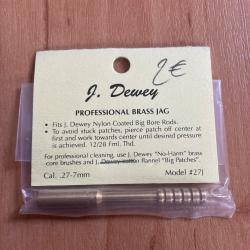 2€
J. Dewey
PROFESSIONAL BRASS JAG
• Fits J. Dewey Nylon Coated Big Bore Rods.
• To avoid stuck patches, pierce patch off center at
first and work towards center until desired pressure
is achieved. 12/28 Fml. Thd.
For professional cleaning, use J. Dewey "No-Harm" brass
core brushes and J. Dewey cotton flannel "Big Patches".
Cal. .27-7mm
Model #27J